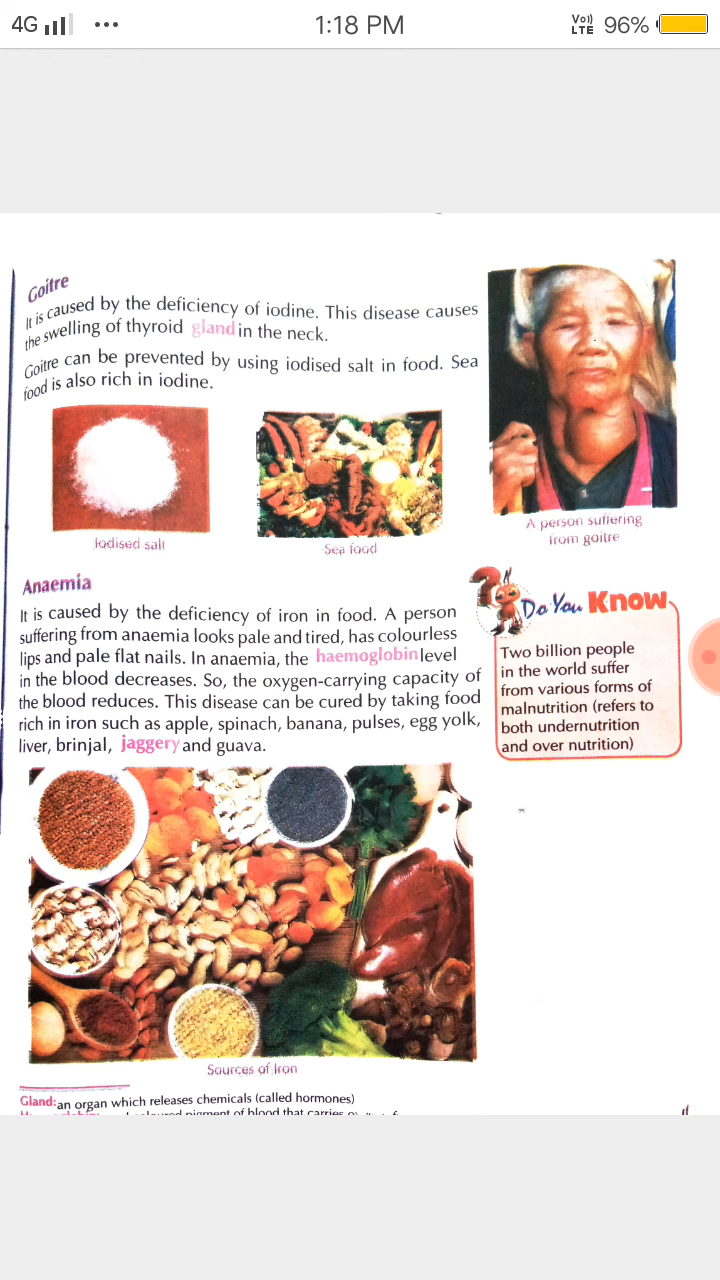 4G 1:18 PM Vo)) LTE 96%
Goitre
It is caused by the deficiency of iodine. This disease causes
the swelling of thyroid gland in the neck.
Goitre can be prevented by using iodised salt in food. Sea
food is also rich in iodine.
Iodised salt
Sea food
A person suffering
from goitre
Anaemia
It is caused by the deficiency of iron in food. A person
suffering from anaemia looks pale and tired, has colourless
lips and pale flat nails. In anaemia, the haemoglobin level
in the blood decreases. So, the oxygen-carrying capacity of
the blood reduces. This disease can be cured by taking food
rich in iron such as apple, spinach, banana, pulses, egg yolk,
liver, brinjal, jaggery and guava.
Do You Know
Two billion people
in the world suffer
from various forms of
malnutrition (refers to
both undernutrition
and over nutrition)
Sources of Iron
Gland: an organ which releases chemicals (called hormones)
pigment of blood that carries